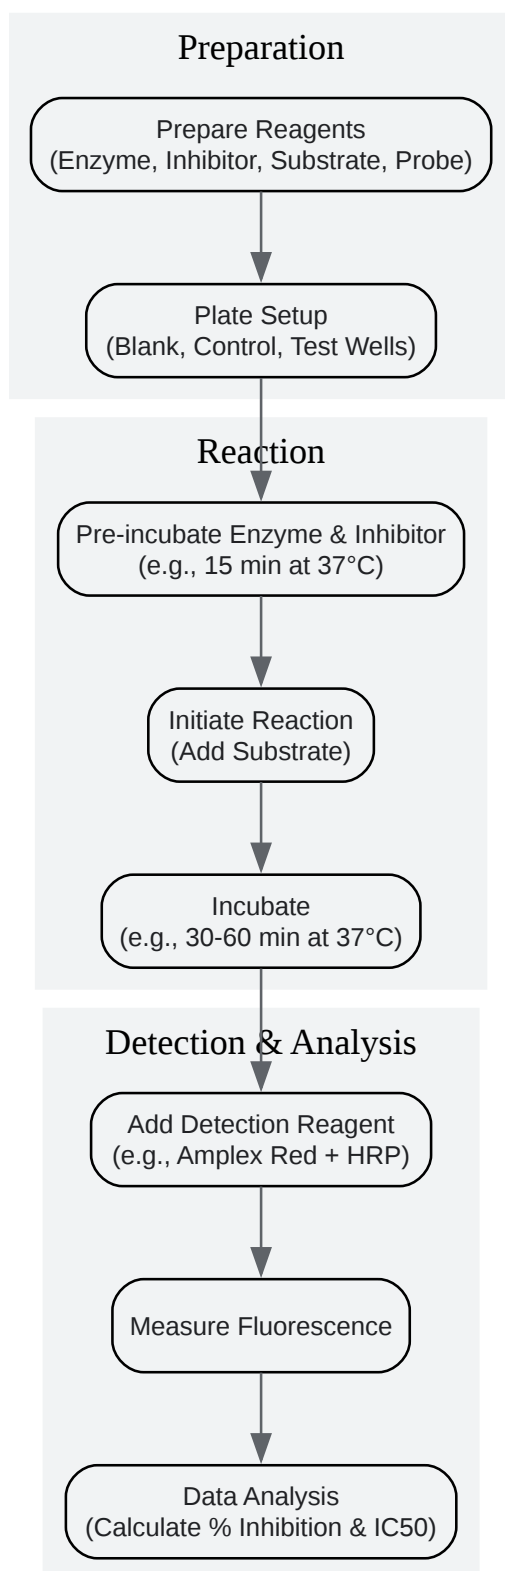 Preparation
Prepare Reagents
(Enzyme, Inhibitor, Substrate, Probe)
Plate Setup
(Blank, Control, Test Wells)
Reaction
Pre-incubate Enzyme & Inhibitor
(e.g., 15 min at 37°C)
Initiate Reaction
(Add Substrate)
Incubate
(e.g., 30-60 min at 37°C)
Detection & Analysis
Add Detection Reagent
(e.g., Amplex Red + HRP)
Measure Fluorescence
Data Analysis
(Calculate % Inhibition & IC50)